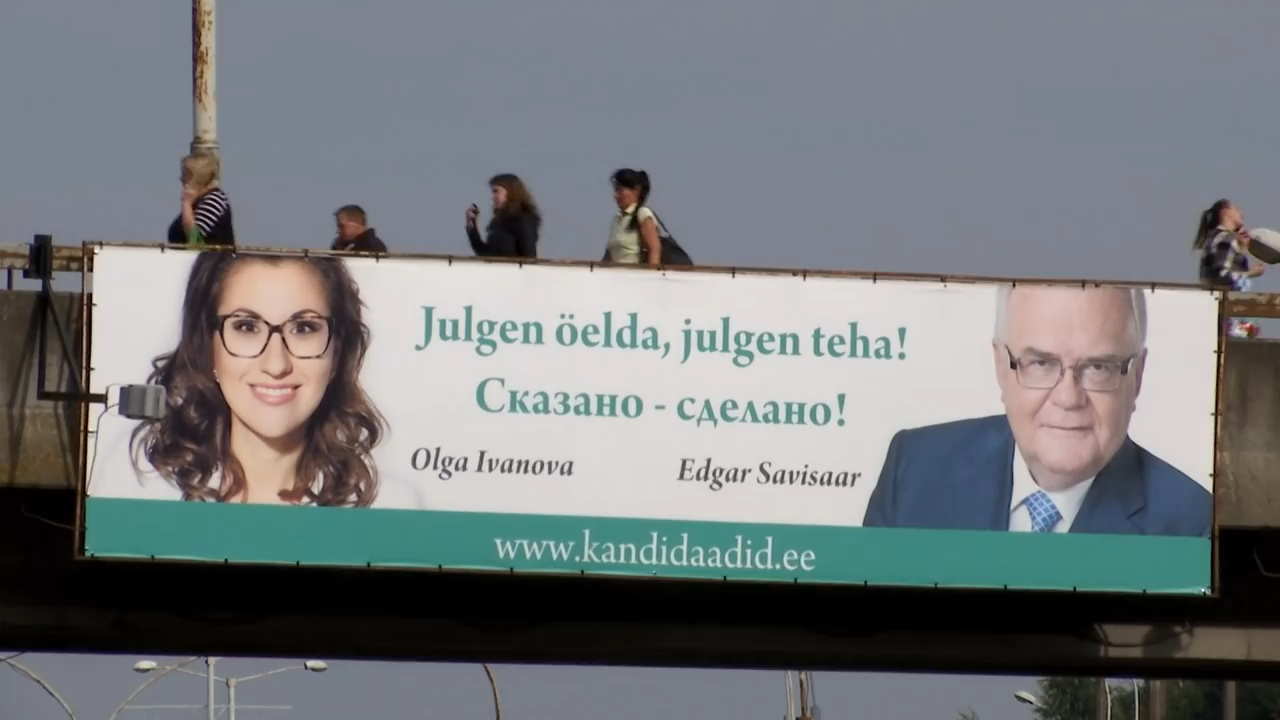 Julgen öelda, julgen teha!
Сказано - сделано!
Olga Ivanova Edgar Savisaar
www.kandidaadid.ee